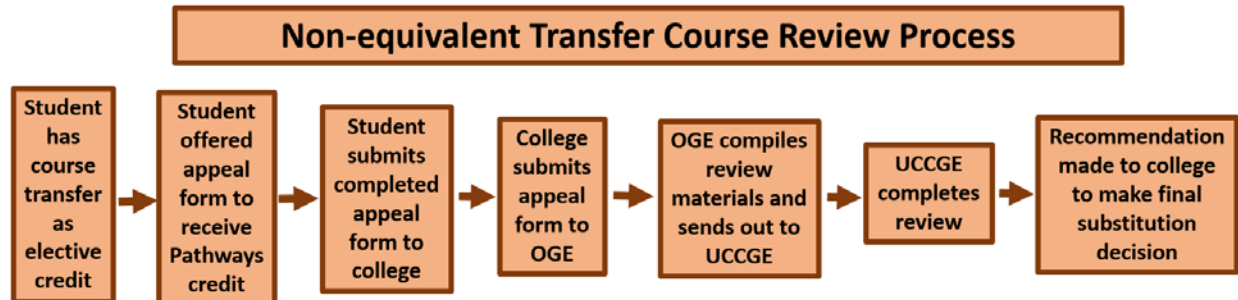 Non-equivalent Transfer Course Review Process
Student
has
course
transfer
as
elective
credit
Student
offered
appeal
form to
receive
Pathways
credit
Student
submits
completed
appeal
form to
college
College
submits
appeal
form to
OGE
OGE compiles
review
materials and
sends out to
UCCGE
UCCGE
completes
review
Recommendation
made to college
to make final
substitution
decision